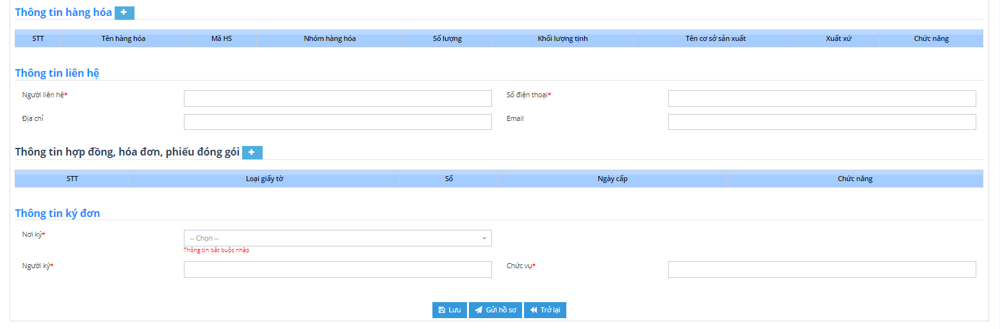 Thông tin hàng hóa +
STT Tên hàng hóa Mã HS Nhóm hàng hóa Số lượng Khối lượng tịnh Tên cơ sở sản xuất Xuất xứ Chức năng
Thông tin liên hệ
Người liên hệ* Số điện thoại*
Địa chỉ Email
Thông tin hợp đồng, hóa đơn, phiếu đóng gói +
STT Loại giấy tờ Số Ngày cấp Chức năng
Thông tin ký đơn
Nơi ký* -- Chọn --
Thông tin bắt buộc nhập
Người ký* Chức vụ*
Lưu Gửi hồ sơ Trở lại